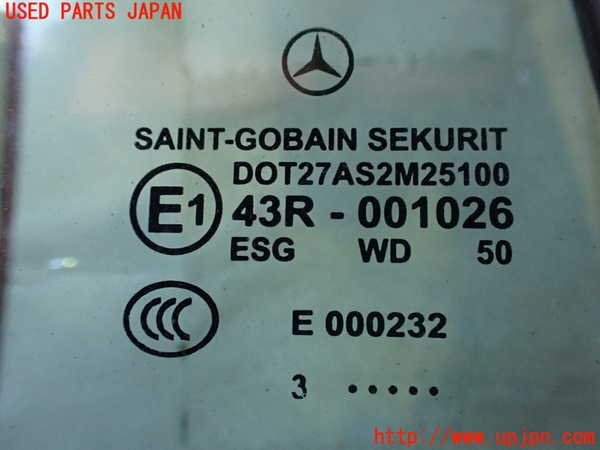 USED PARTS JAPAN
SAINT-GOBAIN SEKURIT
DOT27AS2M25100
E1 43R - 001026
ESG WD 50
CCC E 000232
3 •••••
http://www.upjpn.com/